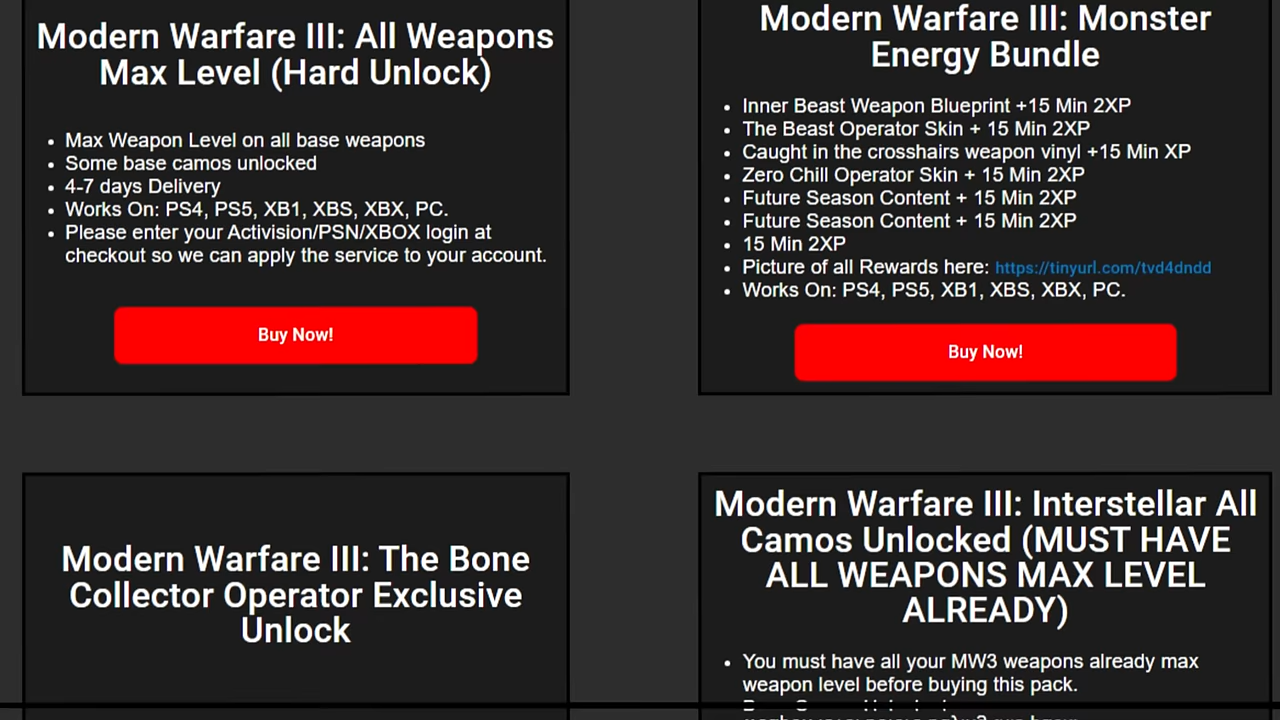 Modern Warfare III: All Weapons
Max Level (Hard Unlock)
Max Weapon Level on all base weapons
Some base camos unlocked
4-7 days Delivery
Works On: PS4, PS5, XB1, XBS, XBX, PC.
Please enter your Activision/PSN/XBOX login at
checkout so we can apply the service to your account.
Buy Now!
Modern Warfare III: Monster
Energy Bundle
Inner Beast Weapon Blueprint +15 Min 2XP
The Beast Operator Skin + 15 Min 2XP
Caught in the crosshairs weapon vinyl +15 Min XP
Zero Chill Operator Skin + 15 Min 2XP
Future Season Content + 15 Min 2XP
Future Season Content + 15 Min 2XP
15 Min 2XP
Picture of all Rewards here: https://tinyurl.com/tvd4dndd
Works On: PS4, PS5, XB1, XBS, XBX, PC.
Buy Now!
Modern Warfare III: The Bone
Collector Operator Exclusive
Unlock
Modern Warfare III: Interstellar All
Camos Unlocked (MUST HAVE
ALL WEAPONS MAX LEVEL
ALREADY)
You must have all your MW3 weapons already max
weapon level before buying this pack.